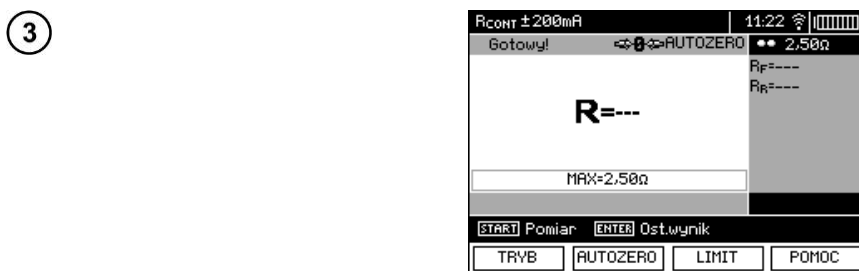 3
RCONT ±200mA 11:22
Gotowy! 0 AUTOZERO 2,50Ω
RF=---
RR=---
R=---
MAX=2,50Ω
START Pomiar ENTER Ost.wynik
TRYB AUTOZERO LIMIT POMOC